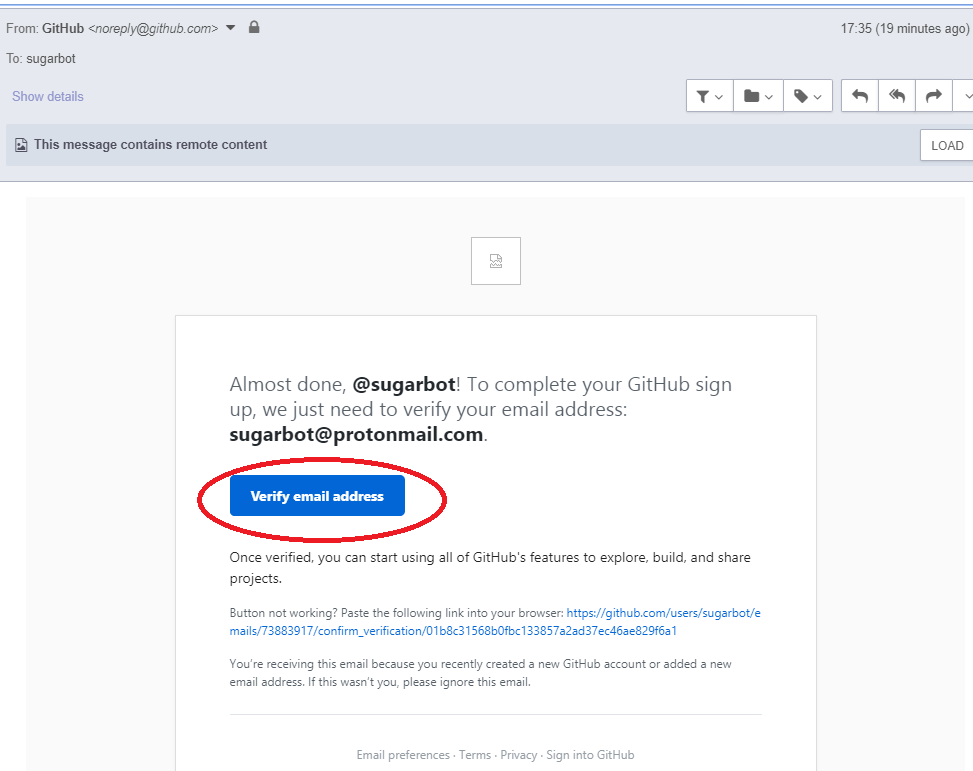 From: GitHub <noreply@github.com>
17:35 (19 minutes ago)
To: sugarbot
Show details
This message contains remote content
LOAD
Almost done, @sugarbot! To complete your GitHub sign
up, we just need to verify your email address:
sugarbot@protonmail.com.
Verify email address
Once verified, you can start using all of GitHub's features to explore, build, and share
projects.
Button not working? Paste the following link into your browser: https://github.com/users/sugarbot/e
mails/73883917/confirm_verification/01b8c31568b0fbc133857a2ad37ec46ae829f6a1
You're receiving this email because you recently created a new GitHub account or added a new
email address. If this wasn't you, please ignore this email.
Email preferences · Terms · Privacy · Sign into GitHub